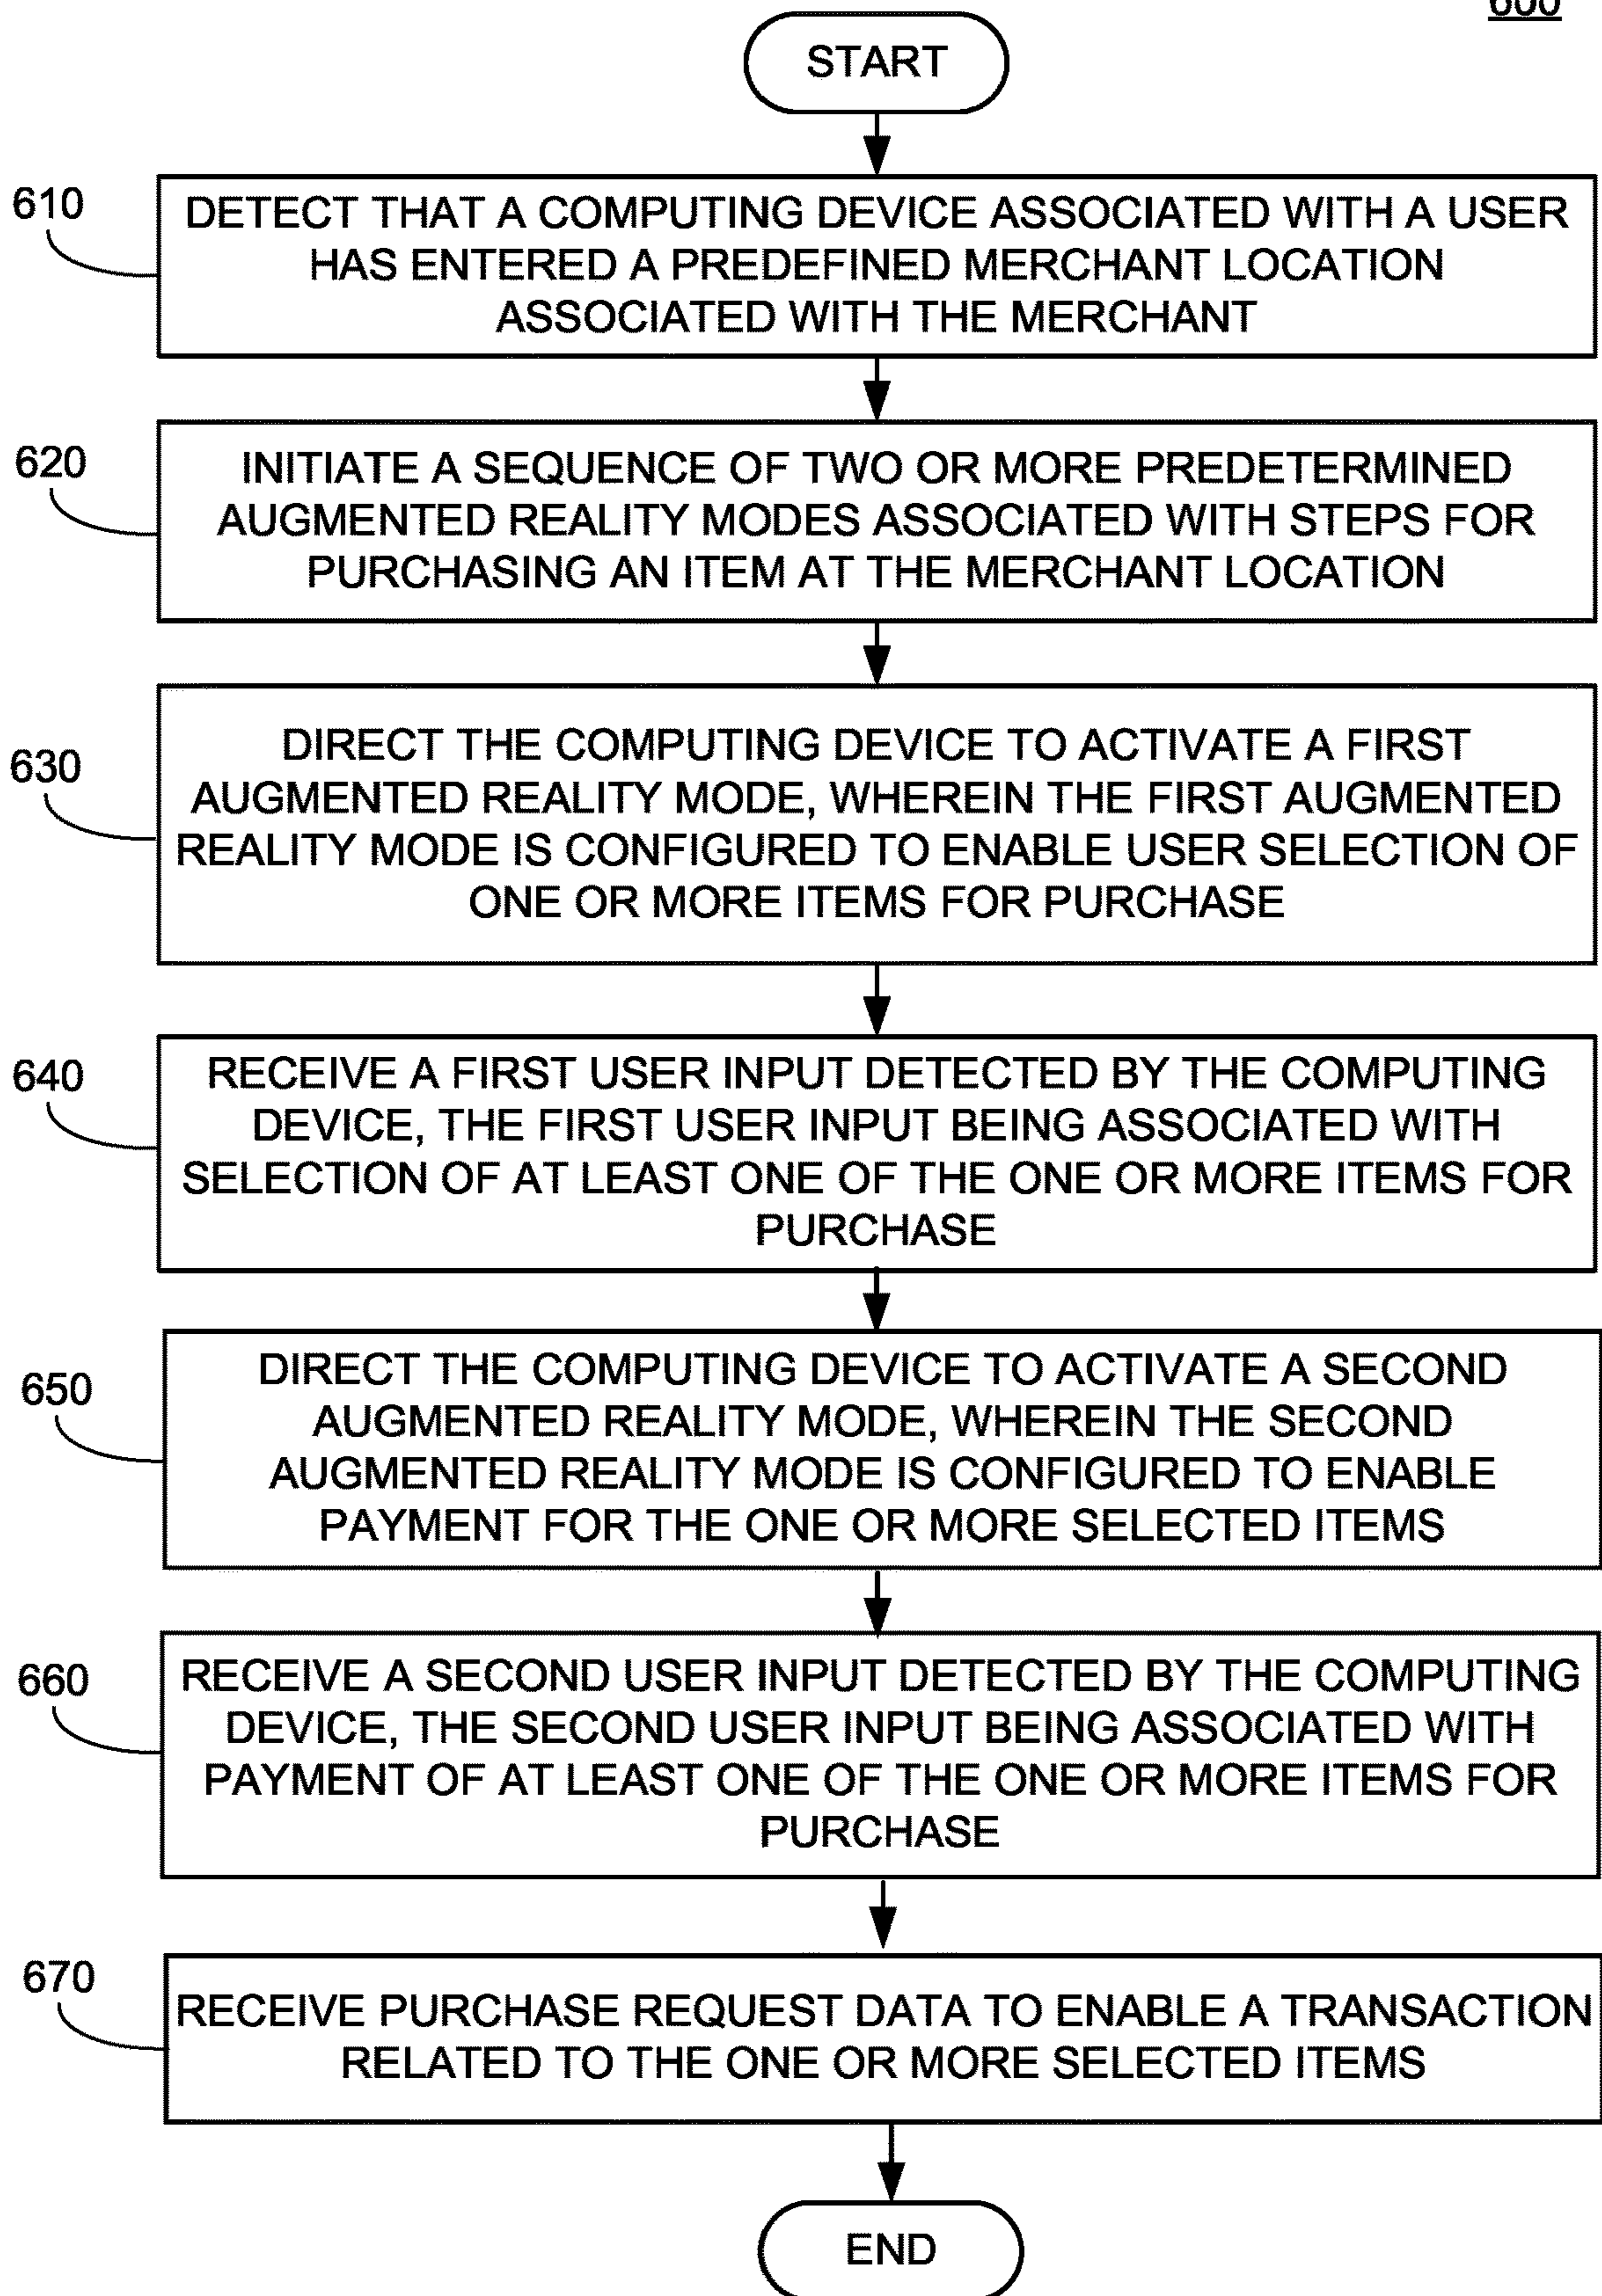 600
START
610
DETECT THAT A COMPUTING DEVICE ASSOCIATED WITH A USER
HAS ENTERED A PREDEFINED MERCHANT LOCATION
ASSOCIATED WITH THE MERCHANT
620
INITIATE A SEQUENCE OF TWO OR MORE PREDETERMINED
AUGMENTED REALITY MODES ASSOCIATED WITH STEPS FOR
PURCHASING AN ITEM AT THE MERCHANT LOCATION
630
DIRECT THE COMPUTING DEVICE TO ACTIVATE A FIRST
AUGMENTED REALITY MODE, WHEREIN THE FIRST AUGMENTED
REALITY MODE IS CONFIGURED TO ENABLE USER SELECTION OF
ONE OR MORE ITEMS FOR PURCHASE
640
RECEIVE A FIRST USER INPUT DETECTED BY THE COMPUTING
DEVICE, THE FIRST USER INPUT BEING ASSOCIATED WITH
SELECTION OF AT LEAST ONE OF THE ONE OR MORE ITEMS FOR
PURCHASE
650
DIRECT THE COMPUTING DEVICE TO ACTIVATE A SECOND
AUGMENTED REALITY MODE, WHEREIN THE SECOND
AUGMENTED REALITY MODE IS CONFIGURED TO ENABLE
PAYMENT FOR THE ONE OR MORE SELECTED ITEMS
660
RECEIVE A SECOND USER INPUT DETECTED BY THE COMPUTING
DEVICE, THE SECOND USER INPUT BEING ASSOCIATED WITH
PAYMENT OF AT LEAST ONE OF THE ONE OR MORE ITEMS FOR
PURCHASE
670
RECEIVE PURCHASE REQUEST DATA TO ENABLE A TRANSACTION
RELATED TO THE ONE OR MORE SELECTED ITEMS
END